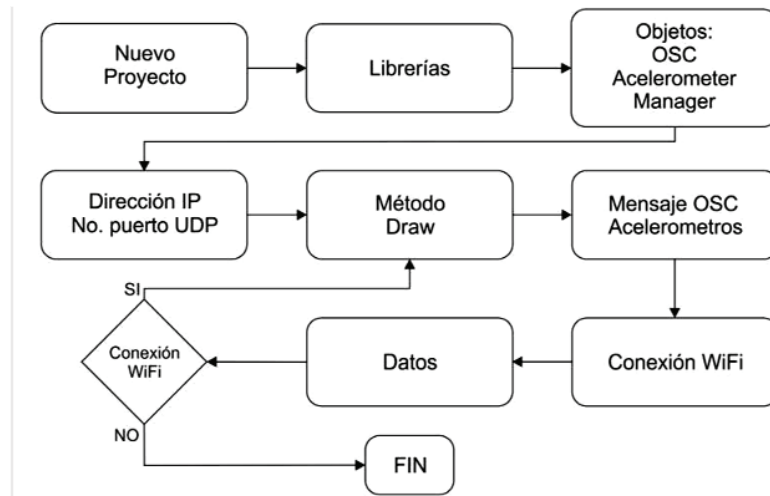 Nuevo
Proyecto
Librerías
Objetos:
OSC
Acelerometer
Manager
Dirección IP
No. puerto UDP
Método
Draw
Mensaje OSC
Acelerometros
SI
Conexión
WiFi
Datos
Conexión WiFi
NO
FIN